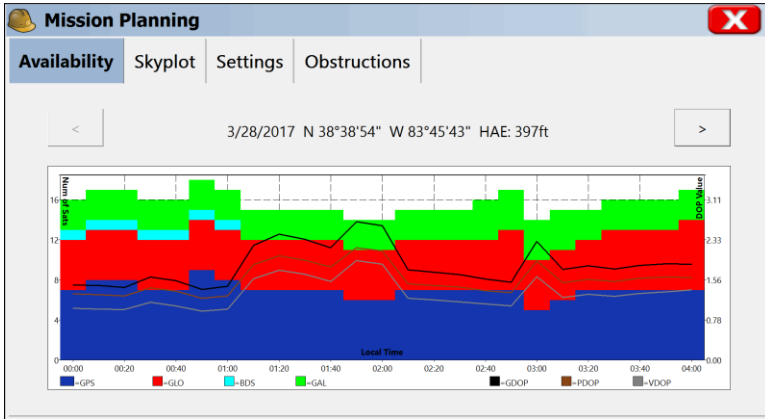 Mission Planning
X
Availability Skyplot Settings Obstructions
< 3/28/2017 N 38°38'54" W 83°45'43" HAE: 397ft >
Num of Sats
DOP Value
16 3.11
12 2.33
8 1.56
4 0.78
0 0.00
Local Time
00:00 00:20 00:40 01:00 01:20 01:40 02:00 02:20 02:40 03:00 03:20 03:40 04:00
=GPS =GLO =BDS =GAL =GDOP =PDOP =VDOP